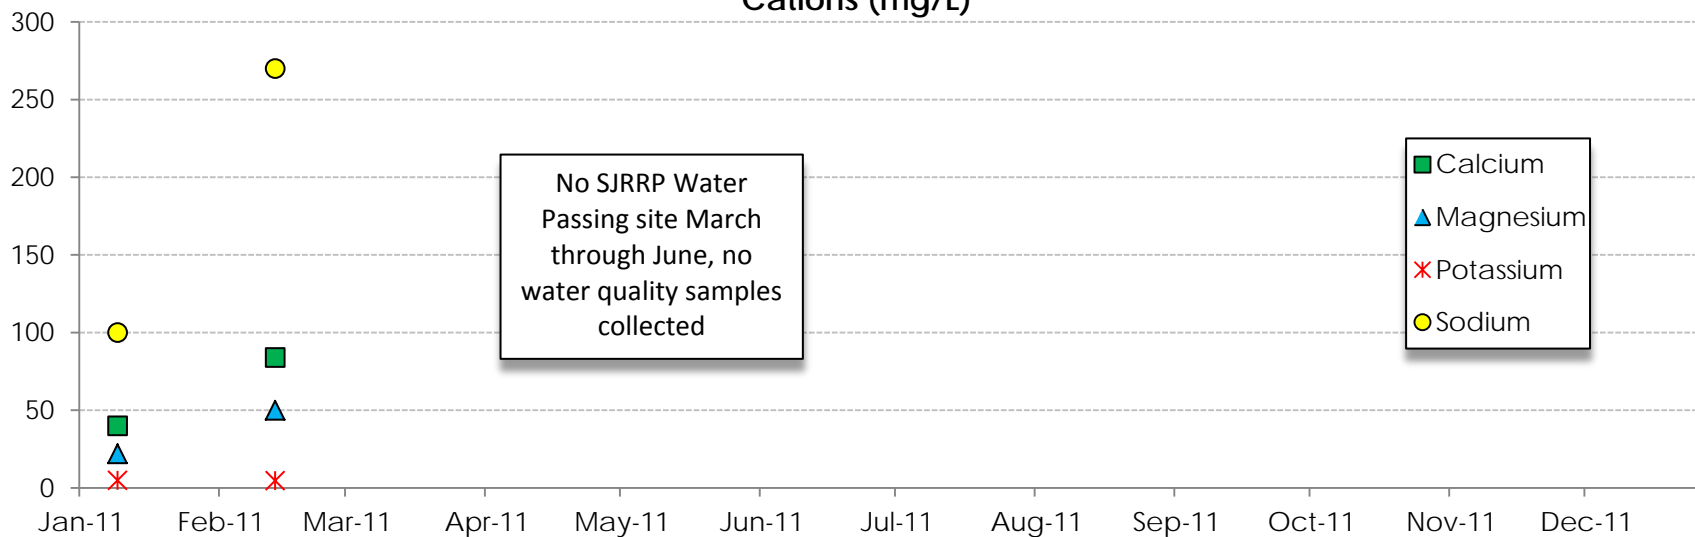 Cations (mg/L)
300
250
200
150
100
50
0
No SJRRP Water
Passing site March
through June, no
water quality samples
collected
Calcium
Magnesium
Potassium
Sodium
Jan-11 Feb-11 Mar-11 Apr-11 May-11 Jun-11 Jul-11 Aug-11 Sep-11 Oct-11 Nov-11 Dec-11